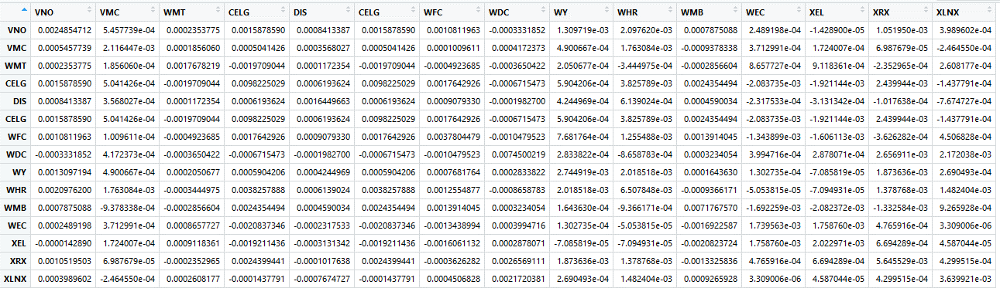 VNO VMC WMT CELG DIS CELG WFC WDC WY WHR WMB WEC XEL XRX XLNX
VNO 0.0024854712 5.457739e-04 0.0002353775 0.0015878590 0.0008413387 0.0015878590 0.0010811963 -0.0003331852 1.309719e-03 2.097620e-03 0.0007875088 2.489198e-04 -1.428900e-05 1.051950e-03 3.989602e-04
VMC 0.0005457739 2.116447e-03 0.0001856060 0.0005041426 0.0003568027 0.0005041426 0.0001009611 0.0004172373 4.900667e-04 1.763084e-03 -0.0009378338 3.712991e-04 1.724007e-04 6.987679e-05 -2.464550e-04
WMT 0.0002353775 1.856060e-04 0.0017678219 -0.0019709044 0.0001172354 -0.0019709044 -0.0004923685 -0.0003650422 2.050677e-04 -3.444975e-04 -0.0002856604 8.657727e-04 9.118361e-04 -2.352965e-04 2.608177e-04
CELG 0.0015878590 5.041426e-04 -0.0019709044 0.0098225029 0.0006193624 0.0098225029 0.0017642926 -0.0006715473 5.904206e-04 3.825789e-03 0.0024354494 -2.083735e-03 -1.921144e-03 2.439944e-03 -1.437791e-04
DIS 0.0008413387 3.568027e-04 0.0001172354 0.0006193624 0.0016449663 0.0006193624 0.0009079330 -0.0001982700 4.244969e-04 6.139024e-04 0.0004590034 -2.317533e-04 -3.131342e-04 -1.017638e-04 -7.674727e-04
CELG 0.0015878590 5.041426e-04 -0.0019709044 0.0098225029 0.0006193624 0.0098225029 0.0017642926 -0.0006715473 5.904206e-04 3.825789e-03 0.0024354494 -2.083735e-03 -1.921144e-03 2.439944e-03 -1.437791e-04
WFC 0.0010811963 1.009611e-04 -0.0004923685 0.0017642926 0.0009079330 0.0017642926 0.0037804479 -0.0010479523 7.681764e-04 1.255488e-03 0.0013914045 -1.343899e-03 -1.606113e-03 -3.626282e-04 4.506828e-04
WDC -0.0003331852 4.172373e-04 -0.0003650422 -0.0006715473 -0.0001982700 -0.0006715473 -0.0010479523 0.0074500219 2.833822e-04 -8.658783e-04 0.0003234054 3.994716e-04 2.878071e-04 2.656911e-03 2.172038e-03
WY 0.0013097194 4.900667e-04 0.0002050677 0.0005904206 0.0004244969 0.0005904206 0.0007681764 0.0002833822 2.744919e-03 2.018518e-03 0.0001643630 1.302735e-04 -7.085819e-05 1.873636e-03 2.690493e-04
WHR 0.0020976200 1.763084e-03 -0.0003444975 0.0038257888 0.0006139024 0.0038257888 0.0012554877 -0.0008658783 2.018518e-03 6.507848e-03 -0.0009366171 -5.053815e-05 -7.094931e-05 1.378768e-03 1.482404e-03
WMB 0.0007875088 -9.378338e-04 -0.0002856604 0.0024354494 0.0004590034 0.0024354494 0.0013914045 0.0003234054 1.643630e-04 -9.366171e-04 0.0071767570 -1.692259e-03 -2.082372e-03 -1.332584e-03 9.265928e-04
WEC 0.0002489198 3.712991e-04 0.0008657727 -0.0020837346 -0.0002317533 -0.0020837346 -0.0013438994 0.0003994716 1.302735e-04 -5.053815e-05 -0.0016922587 1.739563e-03 1.758760e-03 4.765916e-04 3.309006e-06
XEL -0.0000142890 1.724007e-04 0.0009118361 -0.0019211436 -0.0003131342 -0.0019211436 -0.0016061132 0.0002878071 -7.085819e-05 -7.094931e-05 -0.0020823724 1.758760e-03 2.022971e-03 6.694289e-04 4.587044e-05
XRX 0.0010519503 6.987679e-05 -0.0002352965 0.0024399441 -0.0001017638 0.0024399441 -0.0003626282 0.0026569111 1.873636e-03 1.378768e-03 -0.0013325836 4.765916e-04 6.694289e-04 5.645529e-03 4.299515e-04
XLNX 0.0003989602 -2.464550e-04 0.0002608177 -0.0001437791 -0.0007674727 -0.0001437791 0.0004506828 0.0021720381 2.690493e-04 1.482404e-03 0.0009265928 3.309006e-06 4.587044e-05 4.299515e-04 3.639921e-03